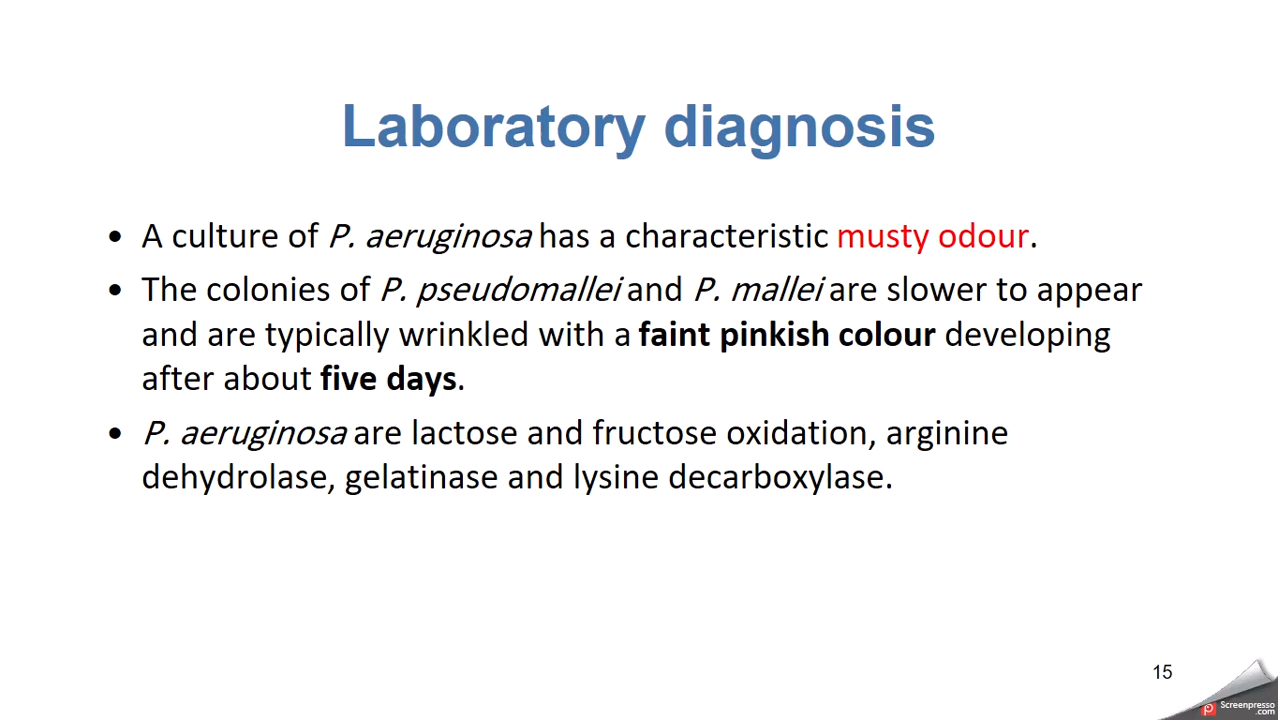 Laboratory diagnosis
• A culture of P. aeruginosa has a characteristic musty odour.
• The colonies of P. pseudomallei and P. mallei are slower to appear
and are typically wrinkled with a faint pinkish colour developing
after about five days.
• P. aeruginosa are lactose and fructose oxidation, arginine
dehydrolase, gelatinase and lysine decarboxylase.
15
Screenpresso
.com